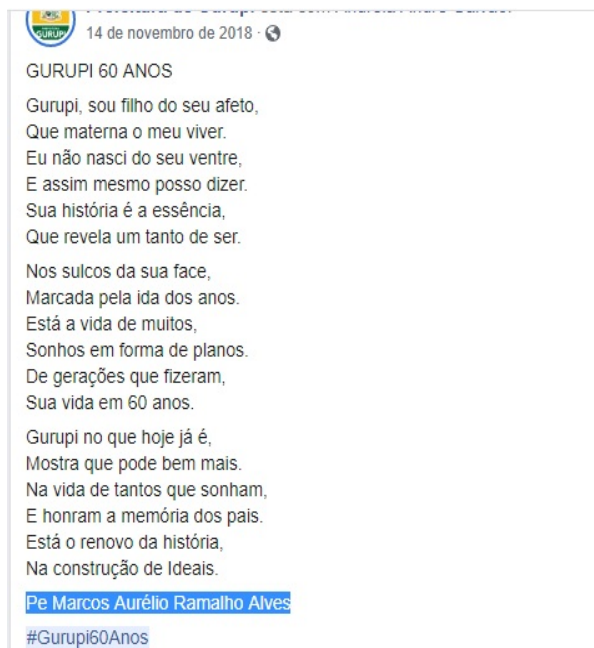 GURUPI
14 de novembro de 2018 ·
GURUPI 60 ANOS
Gurupi, sou filho do seu afeto,
Que materna o meu viver.
Eu não nasci do seu ventre,
E assim mesmo posso dizer.
Sua história é a essência,
Que revela um tanto de ser.
Nos sulcos da sua face,
Marcada pela ida dos anos.
Está a vida de muitos,
Sonhos em forma de planos.
De gerações que fizeram,
Sua vida em 60 anos.
Gurupi no que hoje já é,
Mostra que pode bem mais.
Na vida de tantos que sonham,
E honram a memória dos pais.
Está o renovo da história,
Na construção de Ideais.
Pe Marcos Aurélio Ramalho Alves
#Gurupi60Anos